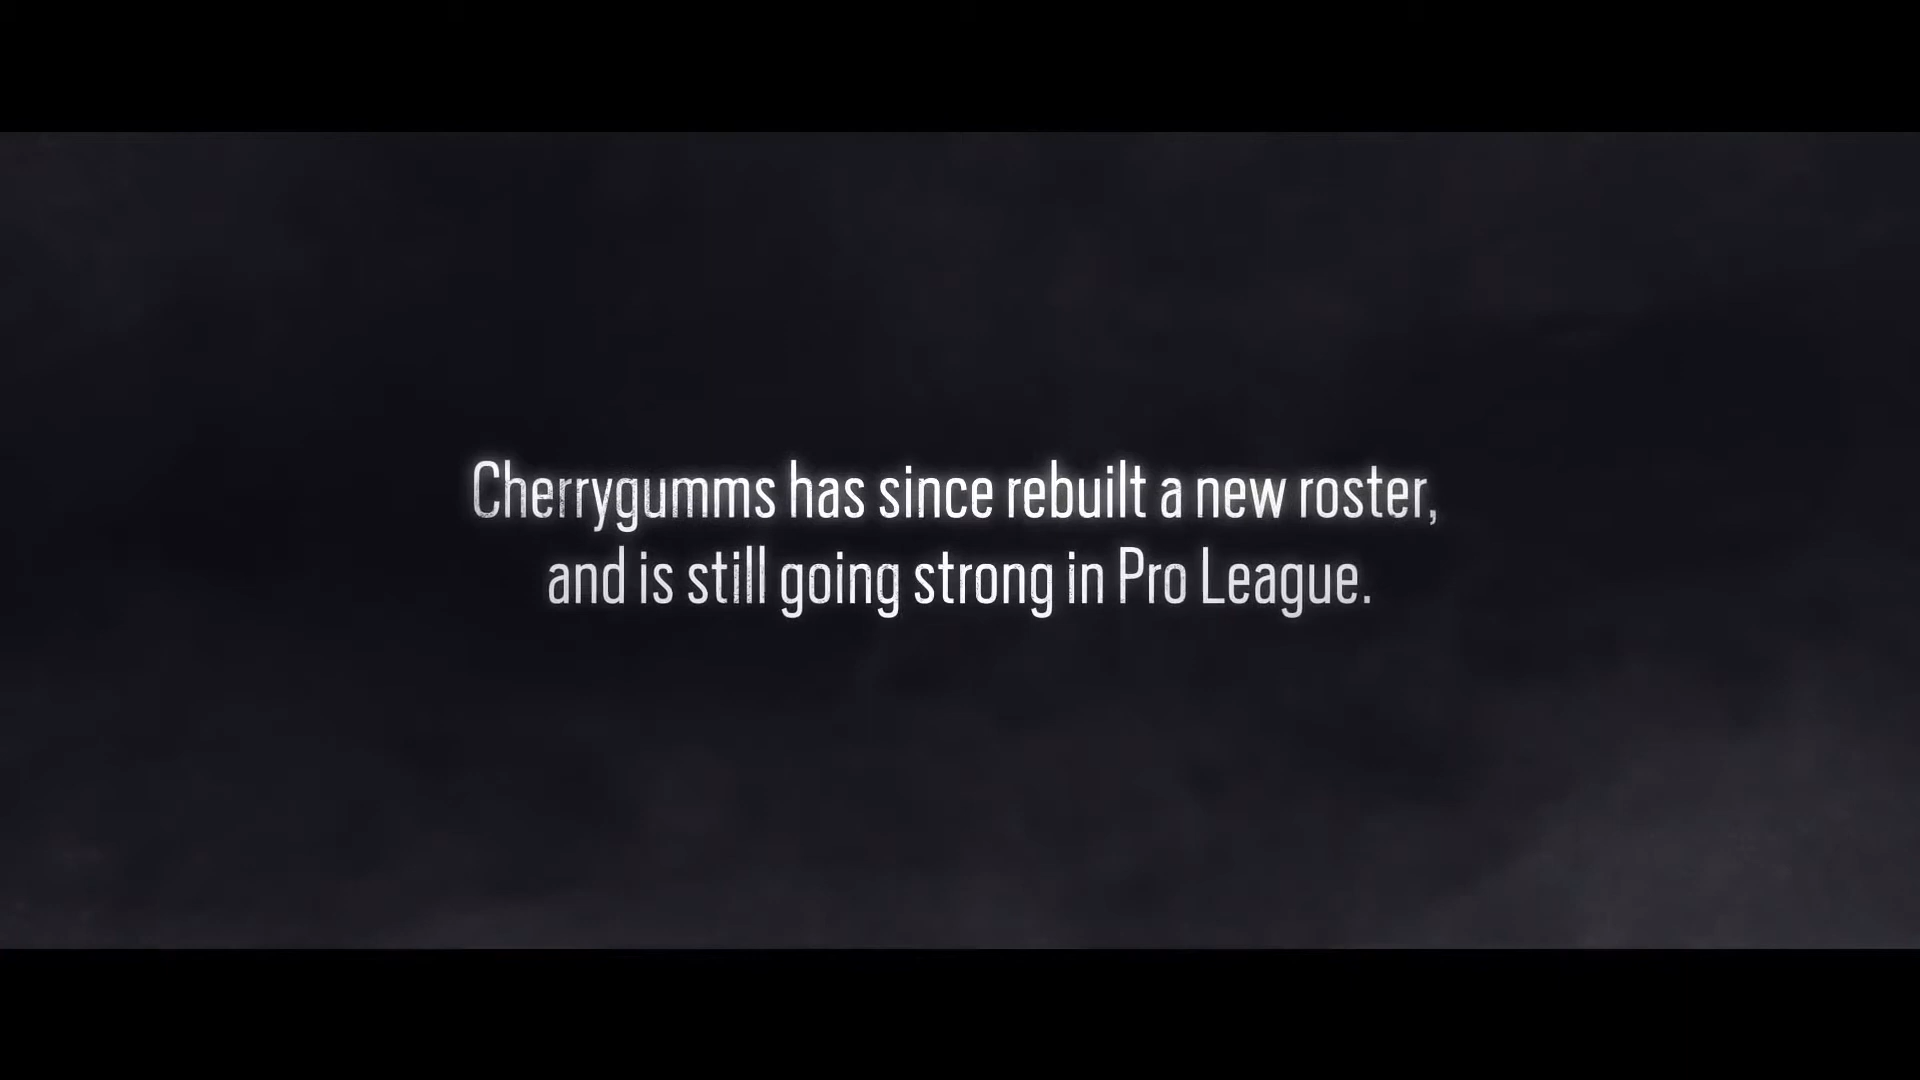 Cherrygumms has since rebuilt a new roster,
and is still going strong in Pro League.